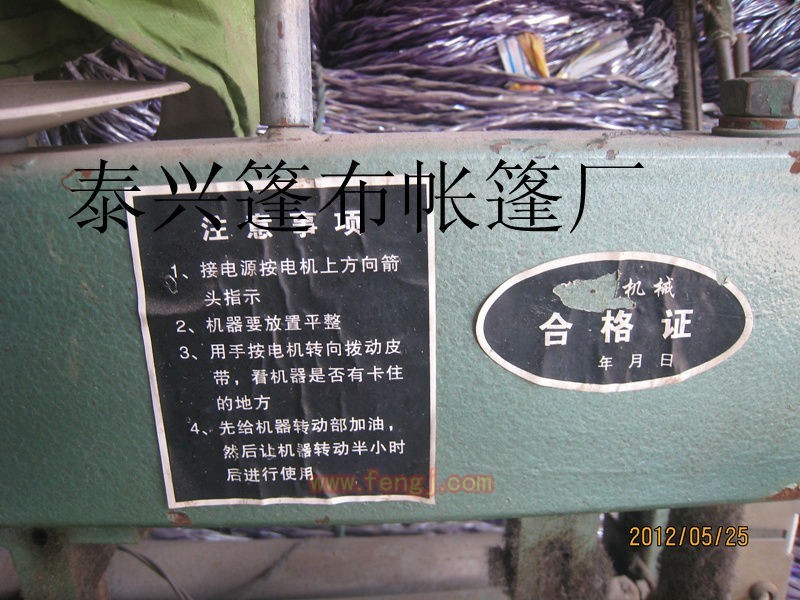 泰兴篷布帐篷厂
注意事项
1、接电源按电机上方向箭
头指示
2、机器要放置平整
3、用手按电机转向拨动皮
带，看机器是否有卡住
的地方
4、先给机器转动部加油，
然后让机器转动半小时
后进行使用
机械
合格证
年月日
www.fengj.com
2012/05/25